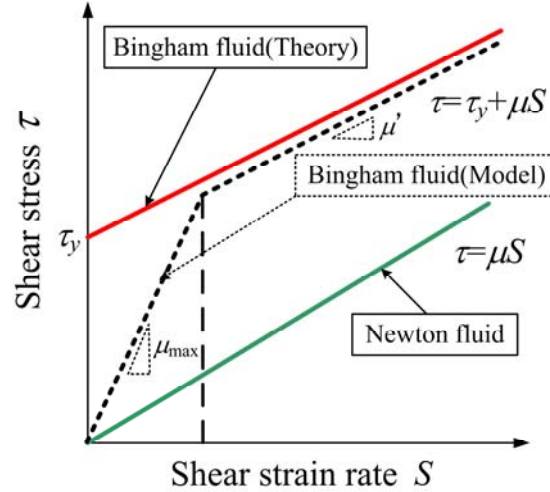 Bingham fluid(Theory)
τ=τy+μS
μ'
Bingham fluid(Model)
τy
τ=μS
Newton fluid
μmax
Shear stress τ
Shear strain rate S